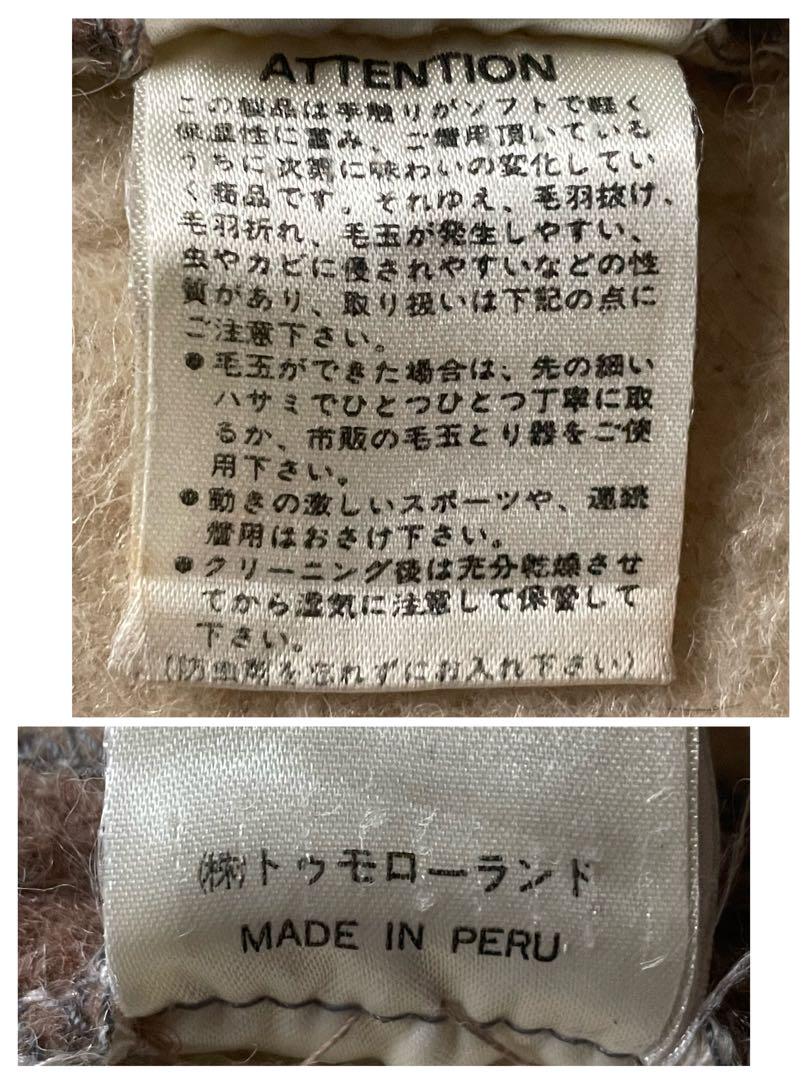 ATTENTION
この製品は手触りがソフトで軽く
保温性に富み、ご着用頂いている
うちに次第に味わいの変化してい
く商品です。それゆえ、毛羽抜け、
毛羽折れ、毛玉が発生しやすい、
虫やカビに侵されやすいなどの性
質があり、取り扱いは下記の点に
ご注意下さい。
●毛玉ができた場合は、先の細い
ハサミでひとつひとつ丁寧に取
るか、市販の毛玉とり器をご使
用下さい。
●動きの激しいスポーツや、連続
着用はおさけ下さい。
●クリーニング後は充分乾燥させ
てから湿気に注意して保管して
下さい。
(防虫剤を忘れずにお入れ下さい)
㈱トゥモローランド
MADE IN PERU